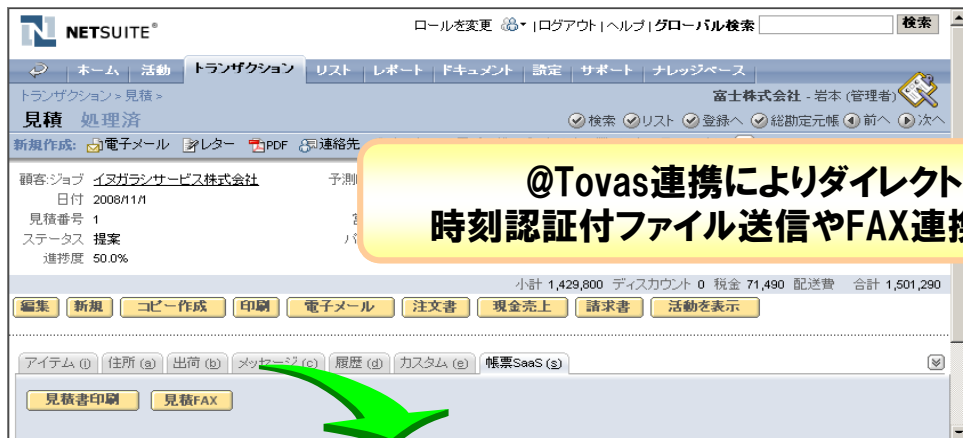 NETSUITE®
ロールを変更 |ログアウト|ヘルプ|グローバル検索 検索
ホーム 活動 トランザクション リスト レポート ドキュメント 設定 サポート ナレッジベース
トランザクション > 見積 >
富士株式会社 - 岩本 (管理者)
見積 処理済
検索 リスト 登録へ 総勘定元帳 前へ 次へ
新規作成: 電子メール レター PDF 連絡先
顧客:ジョブ イヌガラシサービス株式会社
日付 2008/11/1
見積番号 1
ステータス 提案
進捗度 50.0%
@Tovas連携によりダイレクト
時刻認証付ファイル送信やFAX連携
小計 1,429,800 ディスカウント 0 税金 71,490 配送費 合計 1,501,290
編集 新規 コピー作成 印刷 電子メール 注文書 現金売上 請求書 活動を表示
アイテム (i) 住所 (a) 出荷 (b) メッセージ (c) 履歴 (d) カスタム (e) 帳票SaaS (s)
見積書印刷 見積FAX